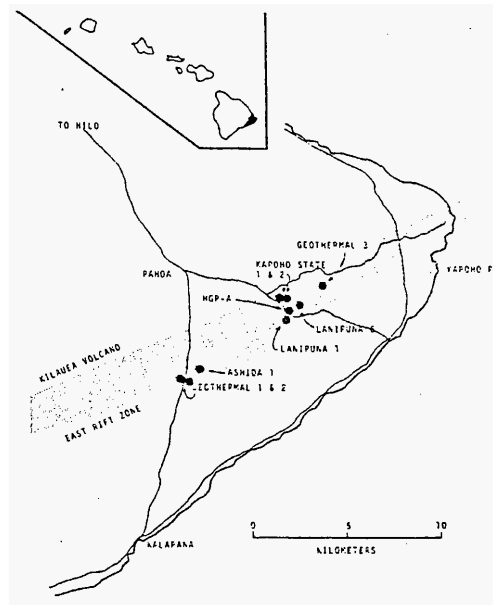 TO HILO
GEOTHERMAL 3
KAPOHO STATE
1 & 2
PAHOA
HGP-A
LANIPUNA 6
LANIPUNA 1
KILAUEA VOLCANO
ASHIDA 1
GEOTHERMAL 1 & 2
EAST RIFT ZONE
KALAPANA
0 5 10
KILOMETERS